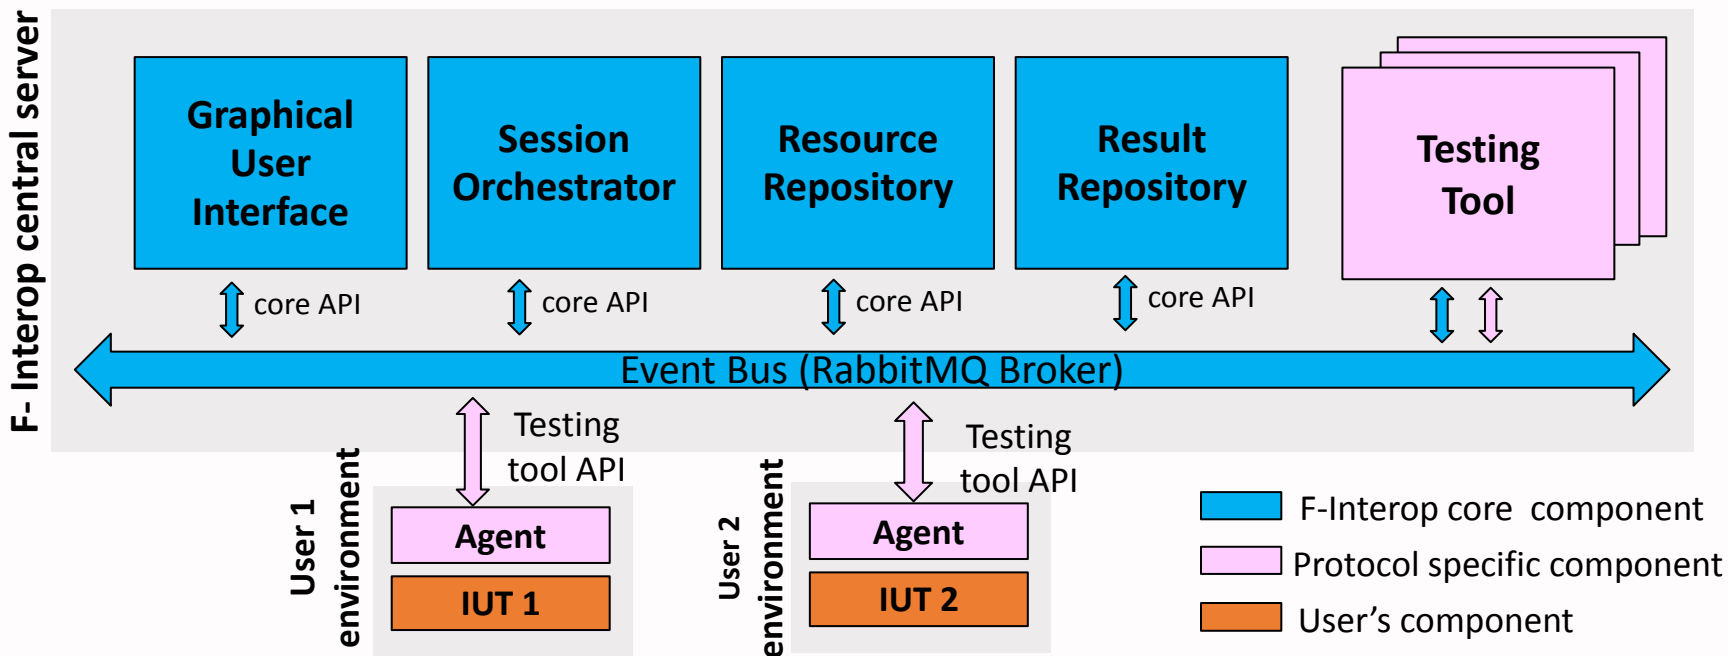 F- Interop central server
Graphical
User
Interface
Session
Orchestrator
Resource
Repository
Result
Repository
Testing
Tool
core API
core API
core API
core API
Event Bus (RabbitMQ Broker)
Testing
tool API
Testing
tool API
User 1
environment
Agent
IUT 1
User 2
environment
Agent
IUT 2
F-Interop core component
Protocol specific component
User’s component